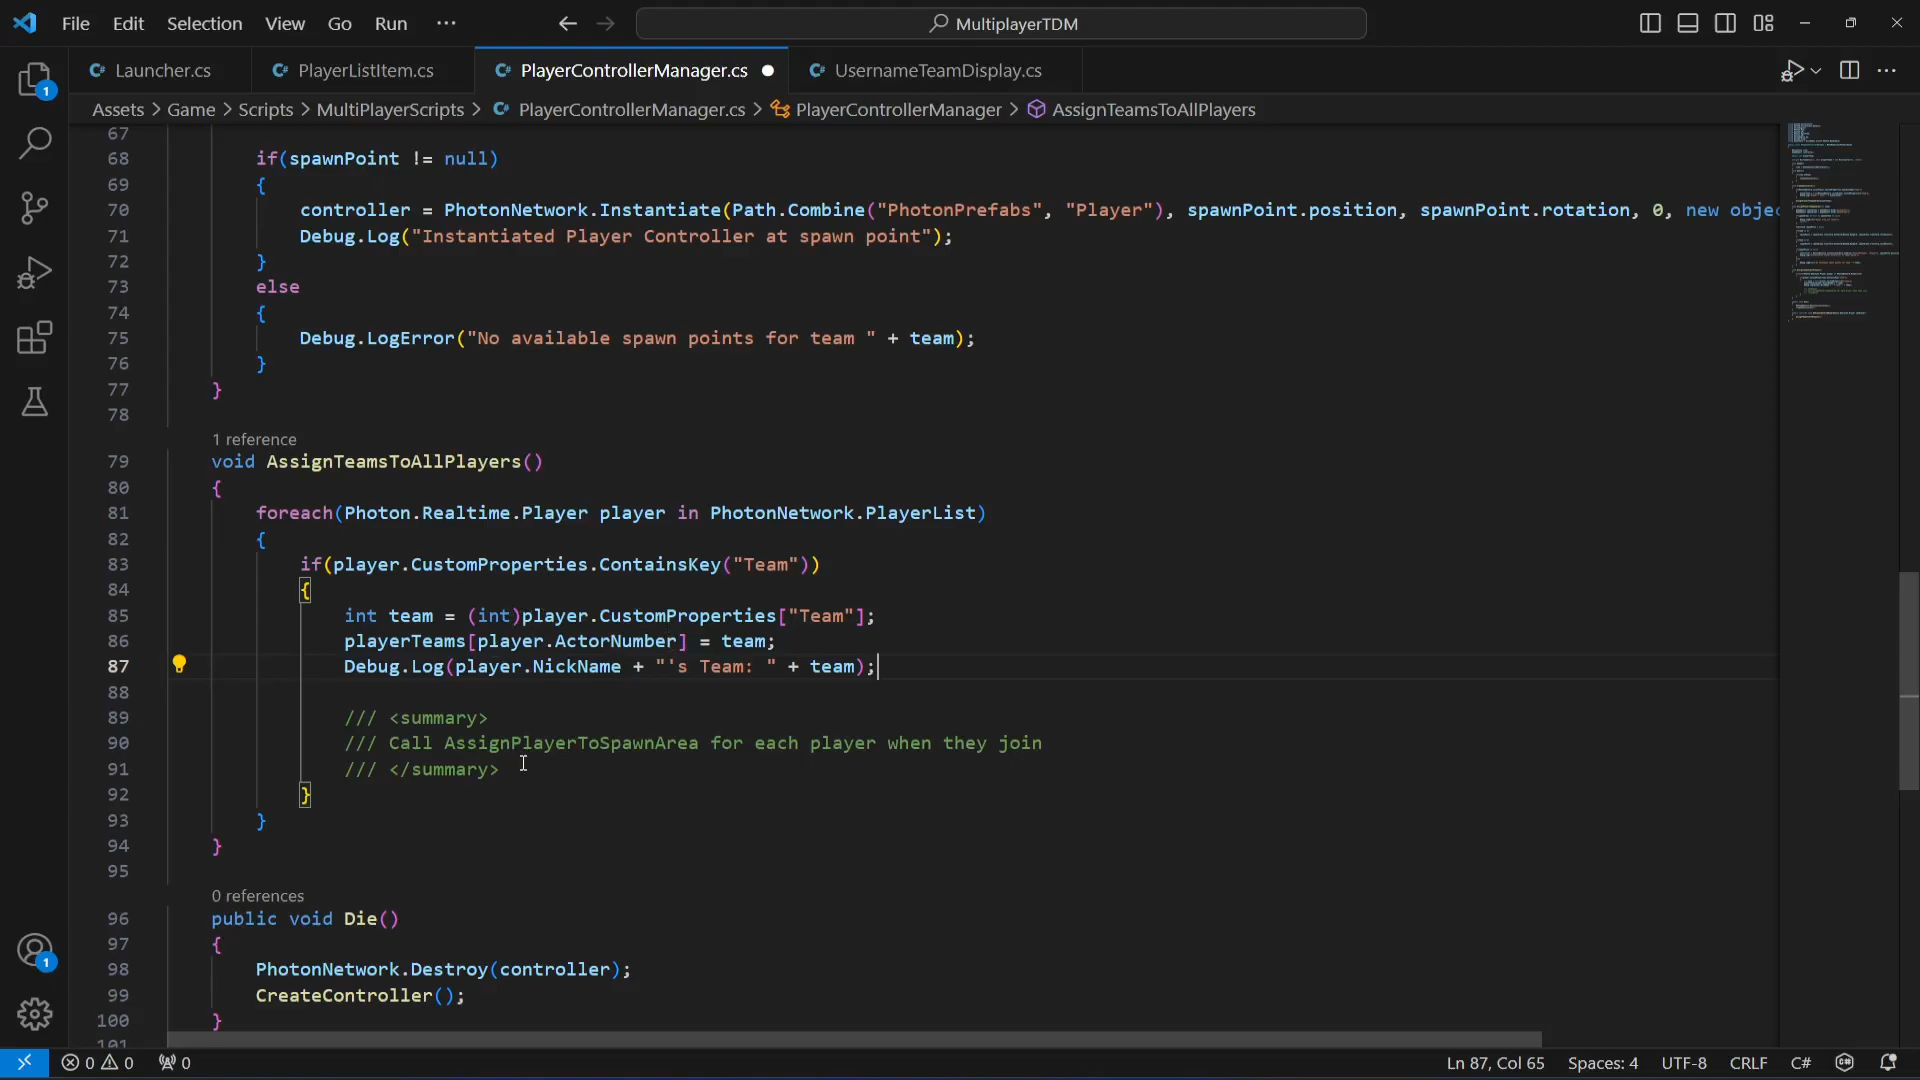 File Edit Selection View Go Run ··· MultiplayerTDM
Launcher.cs PlayerListItem.cs PlayerControllerManager.cs UsernameTeamDisplay.cs
Assets > Game > Scripts > MultiPlayerScripts > PlayerControllerManager.cs > PlayerControllerManager > AssignTeamsToAllPlayers
67
68 if(spawnPoint != null)
69 {
70 controller = PhotonNetwork.Instantiate(Path.Combine("PhotonPrefabs", "Player"), spawnPoint.position, spawnPoint.rotation, 0, new objec
71 Debug.Log("Instantiated Player Controller at spawn point");
72 }
73 else
74 {
75 Debug.LogError("No available spawn points for team " + team);
76 }
77 }
78
1 reference
79 void AssignTeamsToAllPlayers()
80 {
81 foreach(Photon.Realtime.Player player in PhotonNetwork.PlayerList)
82 {
83 if(player.CustomProperties.ContainsKey("Team"))
84 {
85 int team = (int)player.CustomProperties["Team"];
86 playerTeams[player.ActorNumber] = team;
87 Debug.Log(player.NickName + "'s Team: " + team);
88
89 /// <summary>
90 /// Call AssignPlayerToSpawnArea for each player when they join
91 /// </summary>
92 }
93 }
94 }
95
0 references
96 public void Die()
97 {
98 PhotonNetwork.Destroy(controller);
99 CreateController();
100 }
101
1
1
0 0 0 Ln 87, Col 65 Spaces: 4 UTF-8 CRLF C#